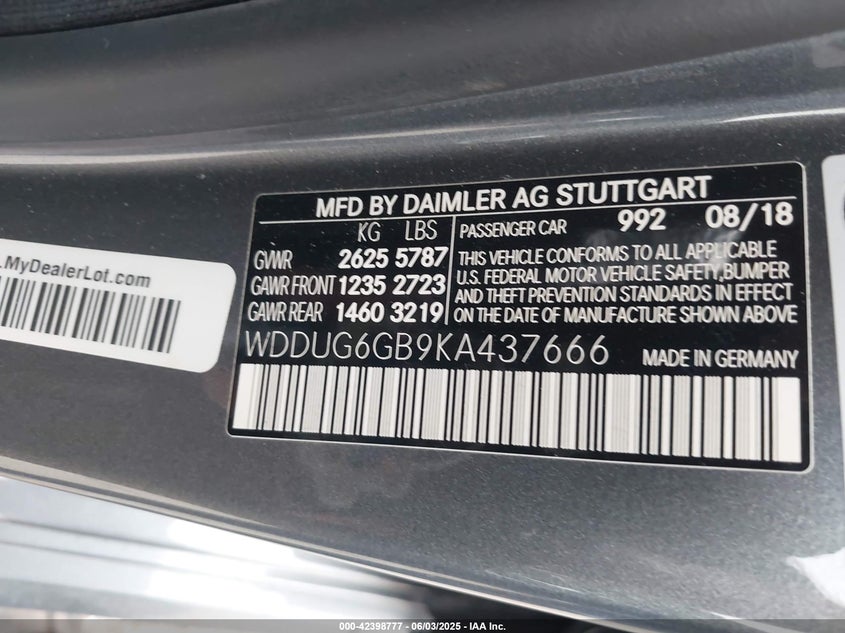 MFD BY DAIMLER AG STUTTGART
KG LBS
GVWR 2625 5787
GAWR FRONT 1235 2723
GAWR REAR 1460 3219
PASSENGER CAR 992 08/18
THIS VEHICLE CONFORMS TO ALL APPLICABLE
U.S. FEDERAL MOTOR VEHICLE SAFETY,BUMPER
AND THEFT PREVENTION STANDARDS IN EFFECT
ON THE DATE OF MANUFACTURE SHOWN ABOVE.
WDDUG6GB9KA437666 MADE IN GERMANY
.MyDealerLot.com
000-42398777 - 06/03/2025 - IAA Inc.